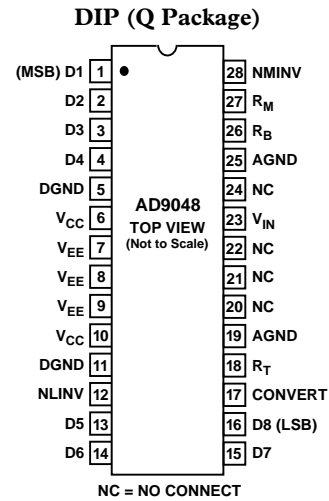 DIP (Q Package)
(MSB) D1 1
D2 2
D3 3
D4 4
DGND 5
VCC 6
VEE 7
VEE 8
VEE 9
VCC 10
DGND 11
NLINV 12
D5 13
D6 14
AD9048
TOP VIEW
(Not to Scale)
28 NMINV
27 RM
26 RB
25 AGND
24 NC
23 VIN
22 NC
21 NC
20 NC
19 AGND
18 RT
17 CONVERT
16 D8 (LSB)
15 D7
NC = NO CONNECT